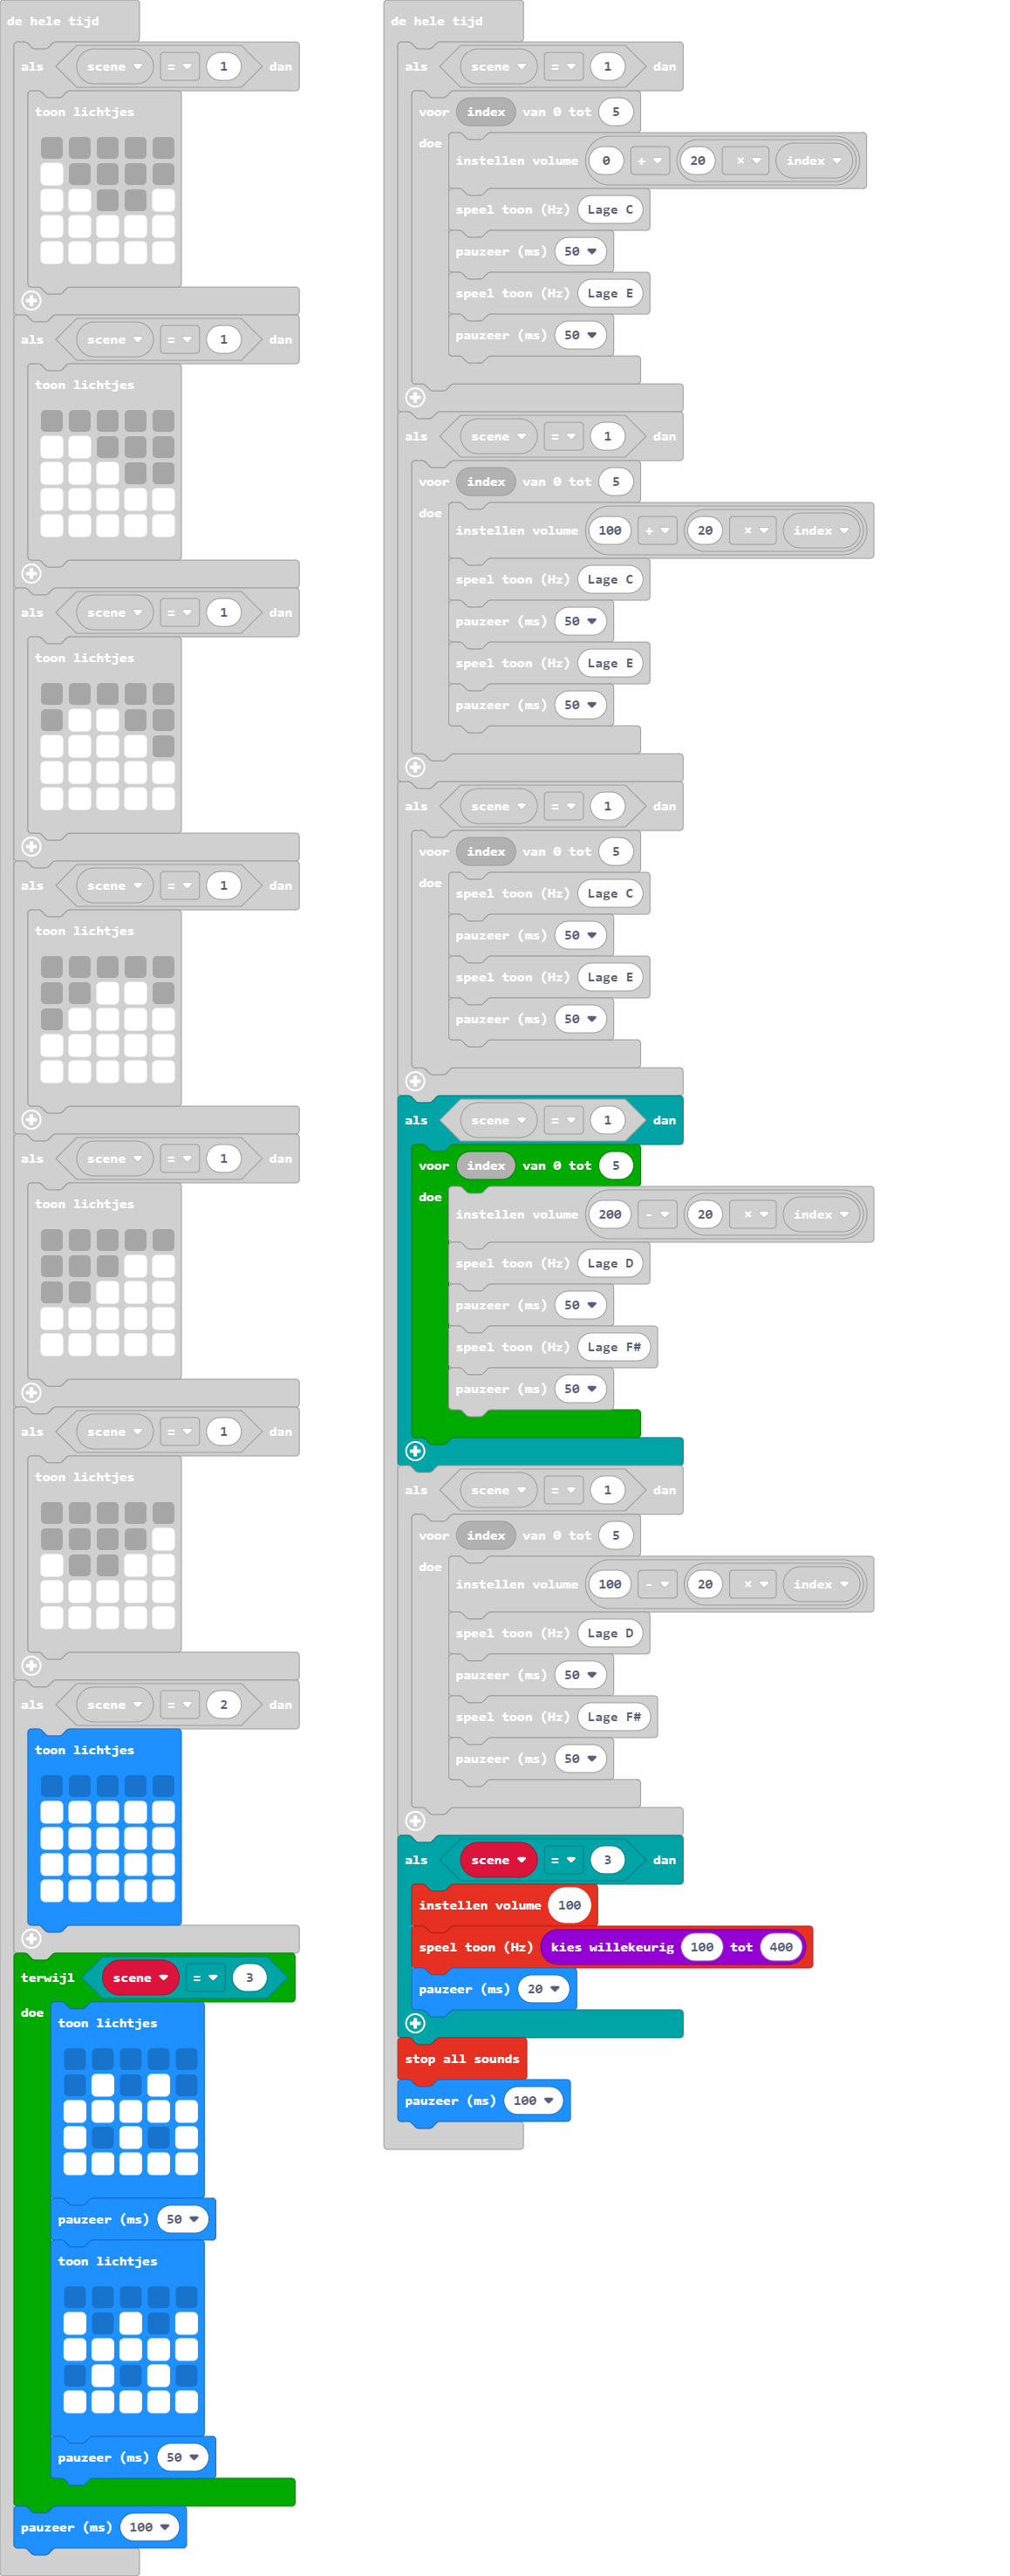 de hele tijd
als scene = 1 dan
toon lichtjes
als scene = 1 dan
toon lichtjes
als scene = 1 dan
toon lichtjes
als scene = 1 dan
toon lichtjes
als scene = 1 dan
toon lichtjes
als scene = 1 dan
toon lichtjes
als scene = 2 dan
toon lichtjes
terwijl scene = 3
doe
toon lichtjes
pauzeer (ms) 50
toon lichtjes
pauzeer (ms) 50
pauzeer (ms) 100
de hele tijd
als scene = 1 dan
voor index van 0 tot 5
doe
instellen volume 0 + 20 × index
speel toon (Hz) Lage C
pauzeer (ms) 50
speel toon (Hz) Lage E
pauzeer (ms) 50
als scene = 1 dan
voor index van 0 tot 5
doe
instellen volume 100 + 20 × index
speel toon (Hz) Lage C
pauzeer (ms) 50
speel toon (Hz) Lage E
pauzeer (ms) 50
als scene = 1 dan
voor index van 0 tot 5
doe
speel toon (Hz) Lage C
pauzeer (ms) 50
speel toon (Hz) Lage E
pauzeer (ms) 50
als scene = 1 dan
voor index van 0 tot 5
doe
instellen volume 200 - 20 × index
speel toon (Hz) Lage D
pauzeer (ms) 50
speel toon (Hz) Lage F#
pauzeer (ms) 50
als scene = 1 dan
voor index van 0 tot 5
doe
instellen volume 100 - 20 × index
speel toon (Hz) Lage D
pauzeer (ms) 50
speel toon (Hz) Lage F#
pauzeer (ms) 50
als scene = 3 dan
instellen volume 100
speel toon (Hz) kies willekeurig 100 tot 400
pauzeer (ms) 20
stop all sounds
pauzeer (ms) 100